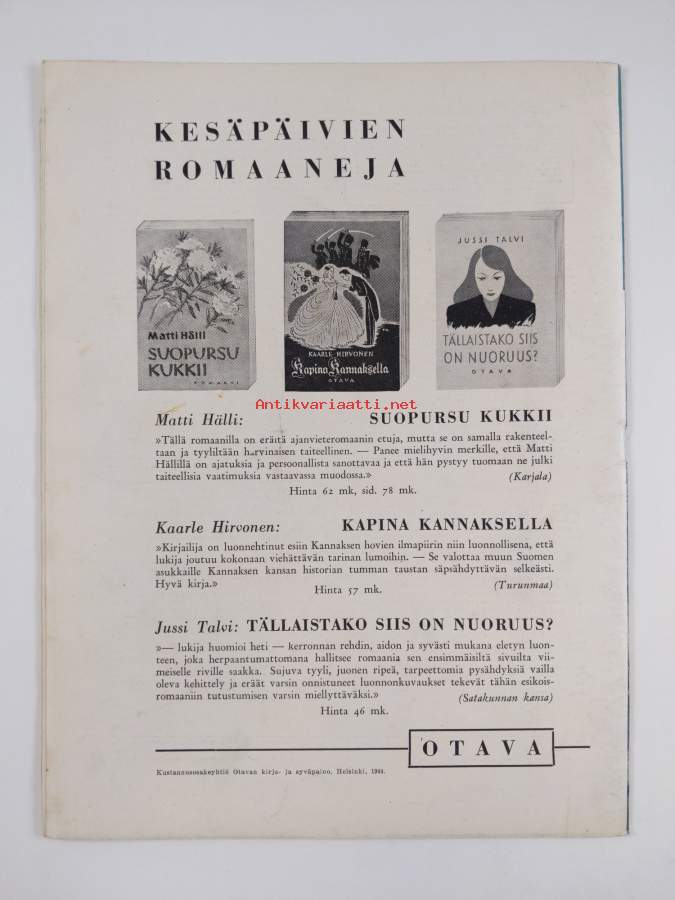 KESÄPÄIVIEN
ROMAANEJA
Matti Hälli
SUOPURSU
KUKKII
ROMAANI
KAARLE HIRVONEN
Kapina Kannaksella
OTAVA
JUSSI TALVI
TÄLLAISTAKO SIIS
ON NUORUUS?
OTAVA
Antikvariaatti.net
Matti Hälli: SUOPURSU KUKKII
»Tällä romaanilla on eräitä ajanvieteromaanin etuja, mutta se on samalla rakenteel-
taan ja tyyliltään harvinaisen taiteellinen. — Panee mielihyvin merkille, että Matti
Hällillä on ajatuksia ja persoonallista sanottavaa ja että hän pystyy tuomaan ne julki
taiteellisia vaatimuksia vastaavassa muodossa.» (Karjala)
Hinta 62 mk, sid. 78 mk.
Kaarle Hirvonen: KAPINA KANNAKSELLA
»Kirjailija on luonnehtinut esiin Kannaksen hovien ilmapiirin niin luonnollisena, että
lukija joutuu kokonaan viehättävän tarinan lumoihin. — Se valottaa muun Suomen
asukkaille Kannaksen kansan historian tumman taustan säpsähdyttävän selkeästi.
Hyvä kirja.» (Turunmaa)
Hinta 57 mk.
Jussi Talvi: TÄLLAISTAKO SIIS ON NUORUUS?
»— lukija huomioi heti — kerronnan rehdin, aidon ja syvästi mukana eletyn luon-
teen, joka herpaantumattomana hallitsee romaania sen ensimmäisiltä sivuilta vii-
meiselle riville saakka. Sujuva tyyli, juonen ripeä, tarpeettomia pysähdyksiä vailla
oleva kehittely ja eräät varsin onnistuneet luonnonkuvaukset tekevät tähän esikois-
romaaniin tutustumisen varsin miellyttäväksi.» (Satakunnan kansa)
Hinta 46 mk.
OTAVA
Kustannusosakeyhtiö Otavan kirja- ja syväpaino, Helsinki, 1944.